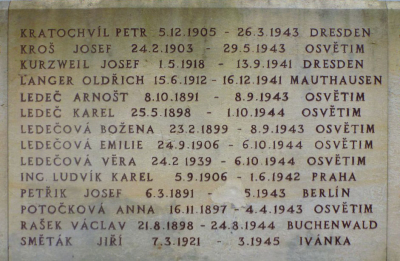 KRATOCHVÍL PETR 5.12.1905 - 26.3.1943 DRESDEN
KROŠ JOSEF 24.2.1903 - 29.5.1943 OSVĚTIM
KURZWEIL JOSEF 1.5.1918 - 13.9.1941 DRESDEN
LANGER OLDŘICH 15.6.1912 - 16.12.1941 MAUTHAUSEN
LEDEČ ARNOŠT 8.10.1891 - 8.9.1943 OSVĚTIM
LEDEČ KAREL 25.5.1898 - 1.10.1944 OSVĚTIM
LEDEČOVÁ BOŽENA 23.2.1899 - 8.9.1943 OSVĚTIM
LEDEČOVÁ EMILIE 24.9.1906 - 6.10.1944 OSVĚTIM
LEDEČOVÁ VĚRA 24.2.1939 - 6.10.1944 OSVĚTIM
ING LUDVÍK KAREL 5.9.1906 - 1.6.1942 PRAHA
PETŘIK JOSEF 6.3.1891 - 5.1943 BERLÍN
POTOČKOVÁ ANNA 16.11.1897 - 4.4.1943 OSVĚTIM
RAŠEK VÁCLAV 21.8.1898 - 24.8.1944 BUCHENWALD
SMĚTÁK JIŘÍ 7.3.1921 - 3.1945 IVÁNKA